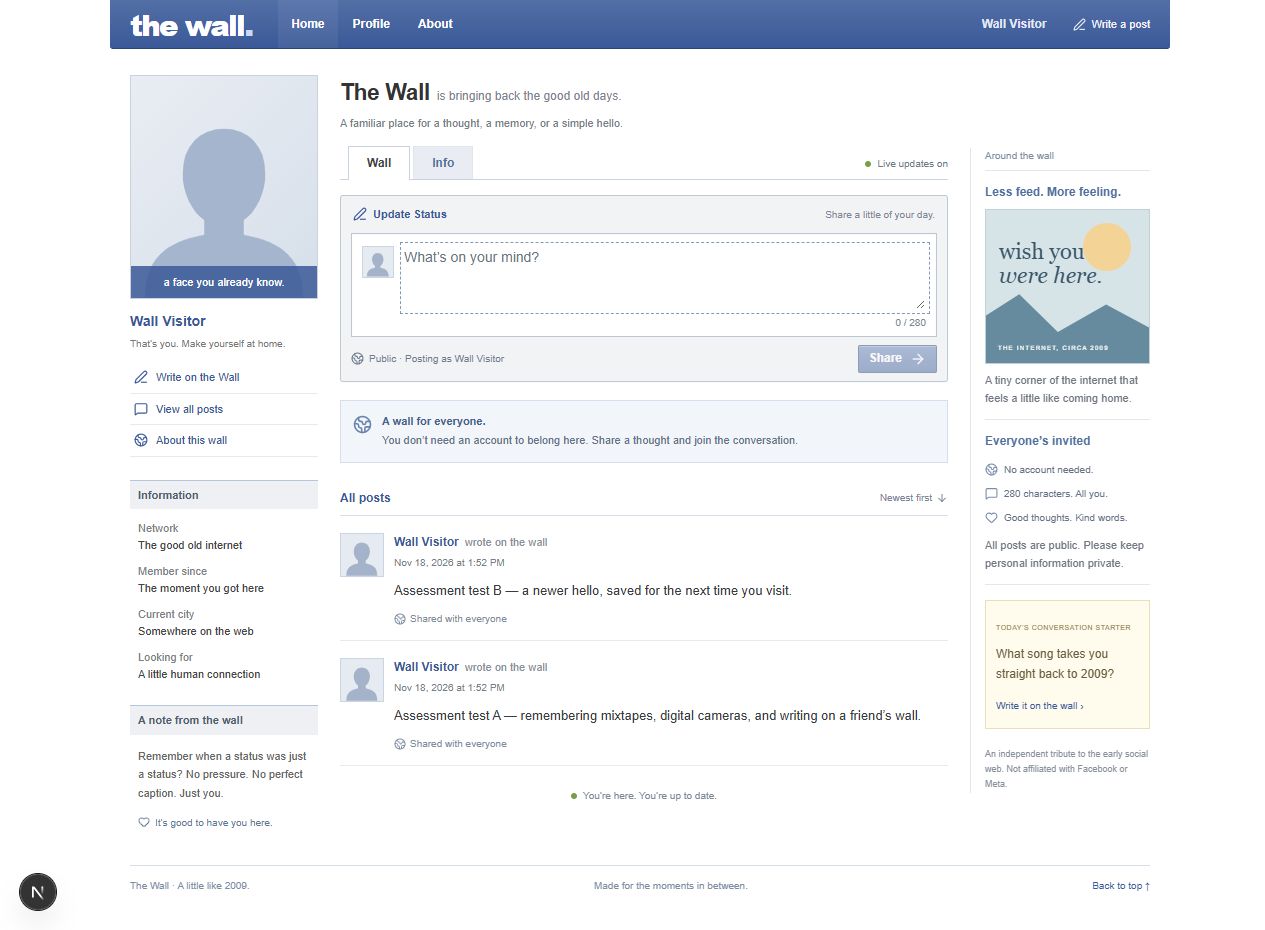 the wall.
Home
Profile
About
Wall Visitor
Write a post
a face you already know.
Wall Visitor
That's you. Make yourself at home.
Write on the Wall
View all posts
About this wall
Information
Network
The good old internet
Member since
The moment you got here
Current city
Somewhere on the web
Looking for
A little human connection
A note from the wall
Remember when a status was just
a status? No pressure. No perfect
caption. Just you.
It's good to have you here.
The Wall is bringing back the good old days.
A familiar place for a thought, a memory, or a simple hello.
Wall
Info
Live updates on
Update Status
Share a little of your day.
What's on your mind?
0 / 280
Public · Posting as Wall Visitor
Share
A wall for everyone.
You don't need an account to belong here. Share a thought and join the conversation.
All posts
Newest first ↓
Wall Visitor wrote on the wall
Nov 18, 2026 at 1:52 PM
Assessment test B — a newer hello, saved for the next time you visit.
Shared with everyone
Wall Visitor wrote on the wall
Nov 18, 2026 at 1:52 PM
Assessment test A — remembering mixtapes, digital cameras, and writing on a friend's wall.
Shared with everyone
You're here. You're up to date.
Around the wall
Less feed. More feeling.
wish you
were here.
THE INTERNET, CIRCA 2009
A tiny corner of the internet that
feels a little like coming home.
Everyone's invited
No account needed.
280 characters. All you.
Good thoughts. Kind words.
All posts are public. Please keep
personal information private.
TODAY'S CONVERSATION STARTER
What song takes you
straight back to 2009?
Write it on the wall ›
An independent tribute to the early social
web. Not affiliated with Facebook or
Meta.
N
The Wall · A little like 2009.
Made for the moments in between.
Back to top ↑